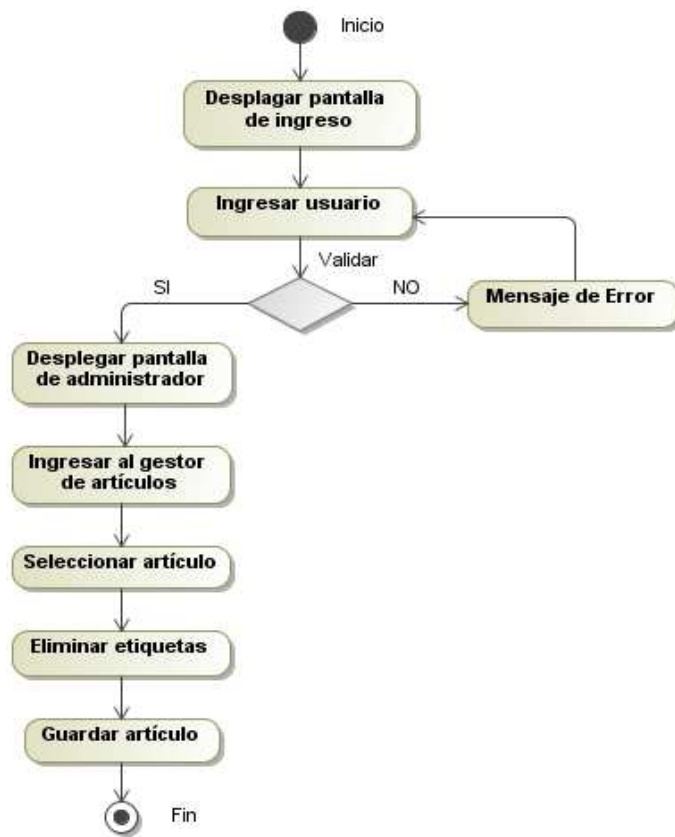 Inicio
Desplagar pantalla
de ingreso
Ingresar usuario
Validar
SI
NO
Mensaje de Error
Desplegar pantalla
de administrador
Ingresar al gestor
de artículos
Seleccionar artículo
Eliminar etiquetas
Guardar artículo
Fin